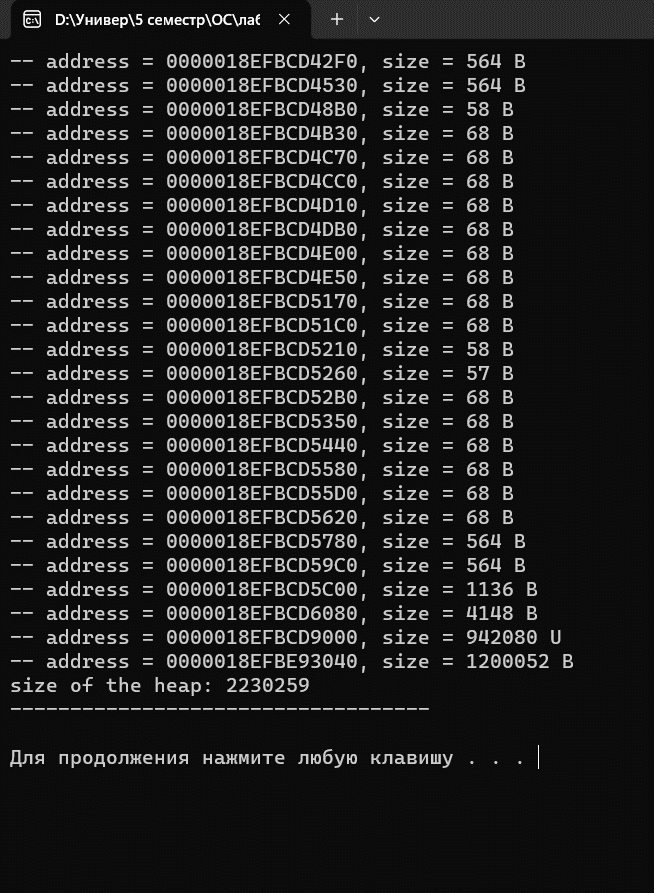 D:\Универ\5 семестр\ОС\лаб
-- address = 0000018EFBCD42F0, size = 564 B
-- address = 0000018EFBCD4530, size = 564 B
-- address = 0000018EFBCD48B0, size = 58 B
-- address = 0000018EFBCD4B30, size = 68 B
-- address = 0000018EFBCD4C70, size = 68 B
-- address = 0000018EFBCD4CC0, size = 68 B
-- address = 0000018EFBCD4D10, size = 68 B
-- address = 0000018EFBCD4DB0, size = 68 B
-- address = 0000018EFBCD4E00, size = 68 B
-- address = 0000018EFBCD4E50, size = 68 B
-- address = 0000018EFBCD5170, size = 68 B
-- address = 0000018EFBCD51C0, size = 68 B
-- address = 0000018EFBCD5210, size = 58 B
-- address = 0000018EFBCD5260, size = 57 B
-- address = 0000018EFBCD52B0, size = 68 B
-- address = 0000018EFBCD5350, size = 68 B
-- address = 0000018EFBCD5440, size = 68 B
-- address = 0000018EFBCD5580, size = 68 B
-- address = 0000018EFBCD55D0, size = 68 B
-- address = 0000018EFBCD5620, size = 68 B
-- address = 0000018EFBCD5780, size = 564 B
-- address = 0000018EFBCD59C0, size = 564 B
-- address = 0000018EFBCD5C00, size = 1136 B
-- address = 0000018EFBCD6080, size = 4148 B
-- address = 0000018EFBCD9000, size = 942080 U
-- address = 0000018EFBE93040, size = 1200052 B
size of the heap: 2230259
-----------------------------------
Для продолжения нажмите любую клавишу . . .